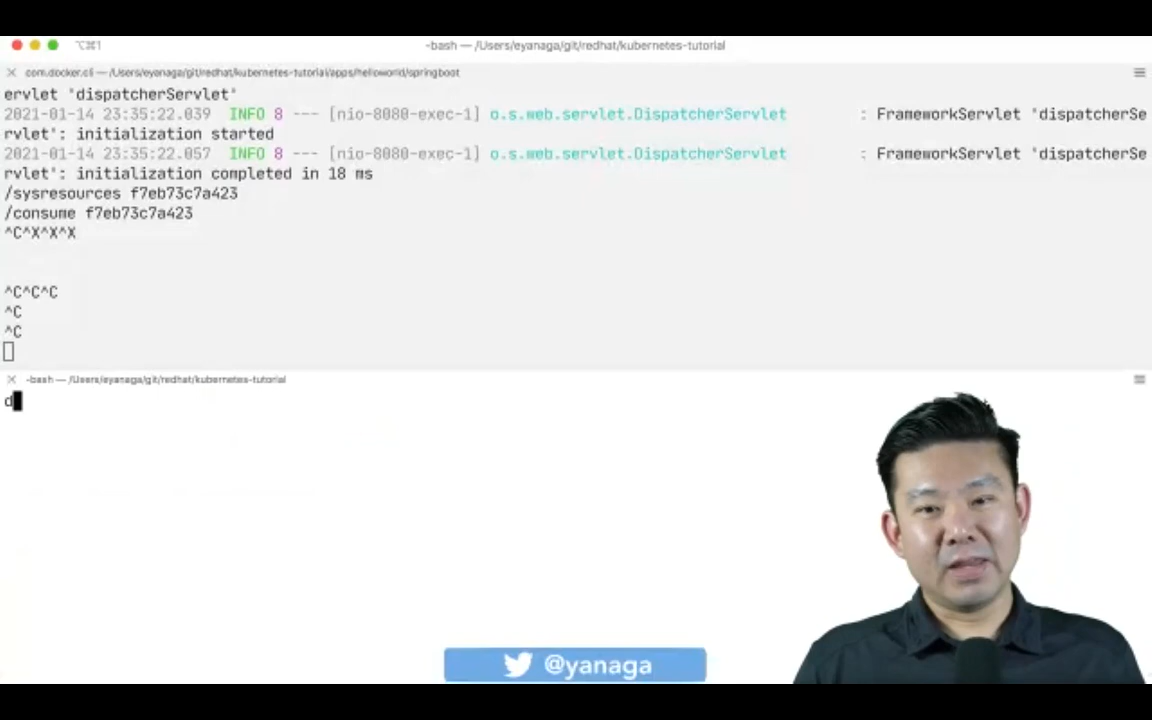 ⌥⌘1
-bash — /Users/eyanaga/git/redhat/kubernetes-tutorial
com.docker.cli — /Users/eyanaga/git/redhat/kubernetes-tutorial/apps/helloworld/springboot
ervlet 'dispatcherServlet'
2021-01-14 23:35:22.039  INFO 8 --- [nio-8080-exec-1] o.s.web.servlet.DispatcherServlet        : FrameworkServlet 'dispatcherSe
rvlet': initialization started
2021-01-14 23:35:22.057  INFO 8 --- [nio-8080-exec-1] o.s.web.servlet.DispatcherServlet        : FrameworkServlet 'dispatcherSe
rvlet': initialization completed in 18 ms
/sysresources f7eb73c7a423
/consume f7eb73c7a423
^C^X^X^X
^C^C^C
^C
^C
-bash — /Users/eyanaga/git/redhat/kubernetes-tutorial
d
@yanaga